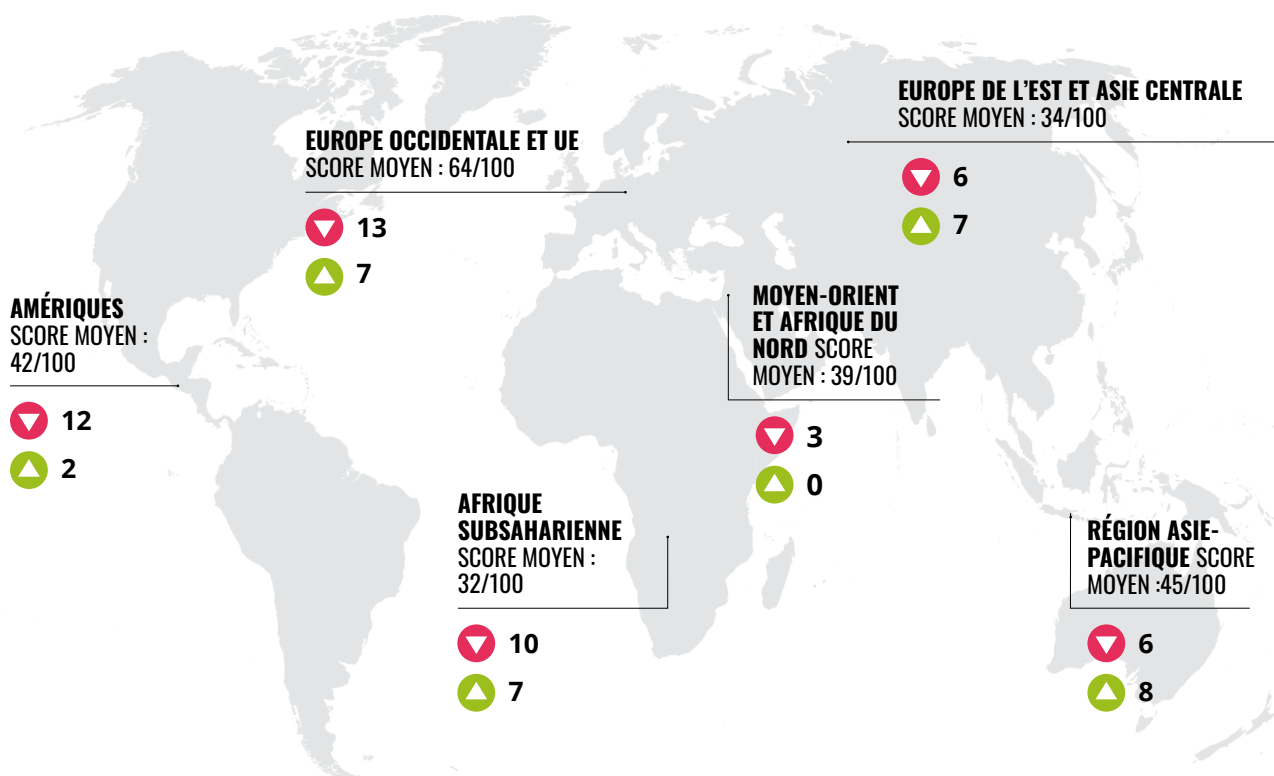 EUROPE DE L’EST ET ASIE CENTRALE
SCORE MOYEN : 34/100
6
7
EUROPE OCCIDENTALE ET UE
SCORE MOYEN : 64/100
13
7
AMÉRIQUES
SCORE MOYEN :
42/100
12
2
MOYEN-ORIENT
ET AFRIQUE DU
NORD SCORE
MOYEN : 39/100
3
0
AFRIQUE
SUBSAHARIENNE
SCORE MOYEN :
32/100
10
7
RÉGION ASIE-
PACIFIQUE SCORE
MOYEN :45/100
6
8